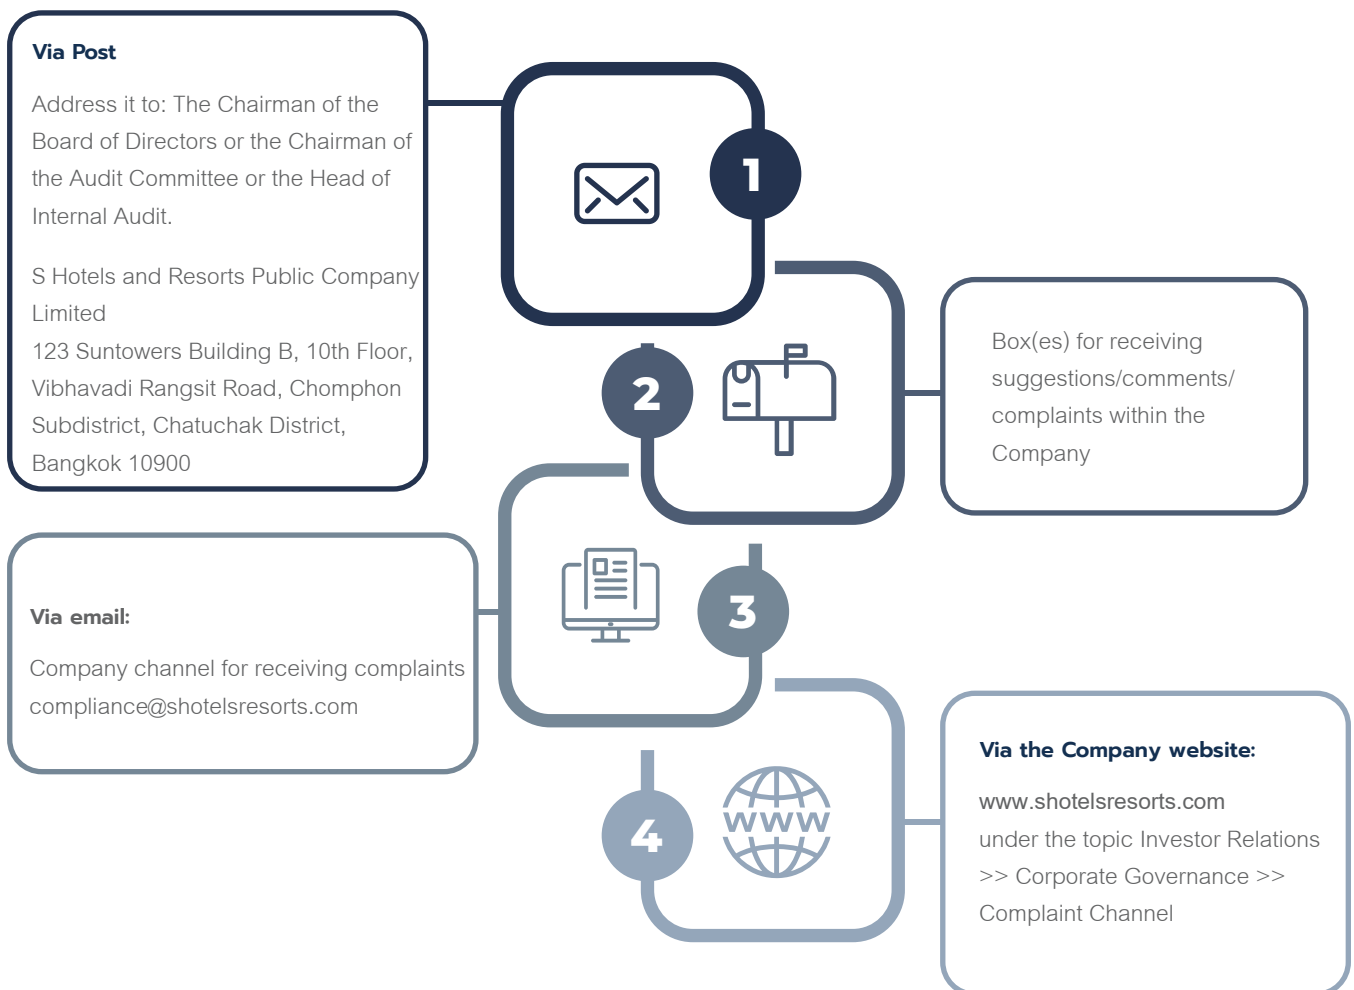 Via Post
Address it to: The Chairman of the
Board of Directors or the Chairman of
the Audit Committee or the Head of
Internal Audit.
S Hotels and Resorts Public Company
Limited
123 Suntowers Building B, 10th Floor,
Vibhavadi Rangsit Road, Chomphon
Subdistrict, Chatuchak District,
Bangkok 10900
1
2
Box(es) for receiving
suggestions/comments/
complaints within the
Company
Via email:
Company channel for receiving complaints
compliance@shotelsresorts.com
3
4
WWW
Via the Company website:
www.shotelsresorts.com
under the topic Investor Relations
>> Corporate Governance >>
Complaint Channel